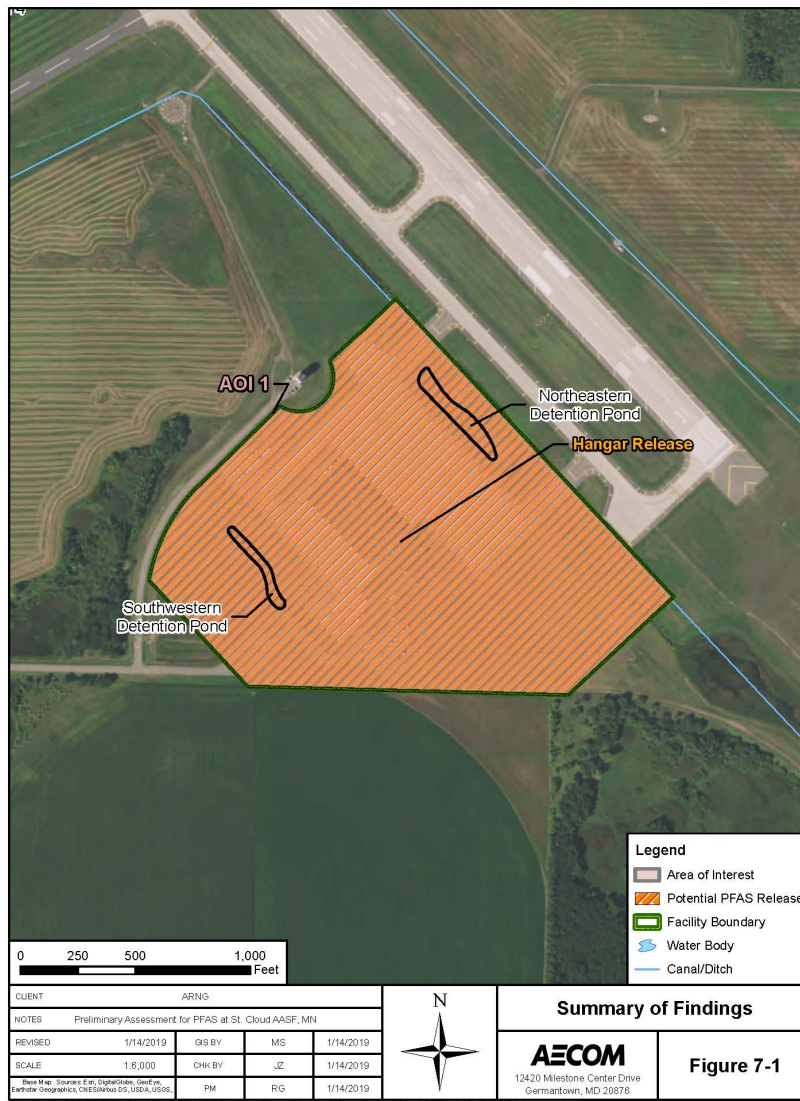 AOI 1
Northeastern
Detention Pond
Hangar Release
Southwestern
Detention Pond
Legend
Area of Interest
Potential PFAS Release
Facility Boundary
Water Body
Canal/Ditch
0 250 500 1,000
Feet
CLIENT ARNG
NOTES Preliminary Assessment for PFAS at St. Cloud AASF, MN
REVISED 1/14/2019 GIS BY MS 1/14/2019
SCALE 1:6,000 CHK BY JZ 1/14/2019
Base Map: Sources: Esri, DigitalGlobe, GeoEye,
Earthstar Geographics, CNES/Airbus DS, USDA, USGS,
PM RG 1/14/2019
N
Summary of Findings
AECOM
12420 Milestone Center Drive
Germantown, MD 20876
Figure 7-1